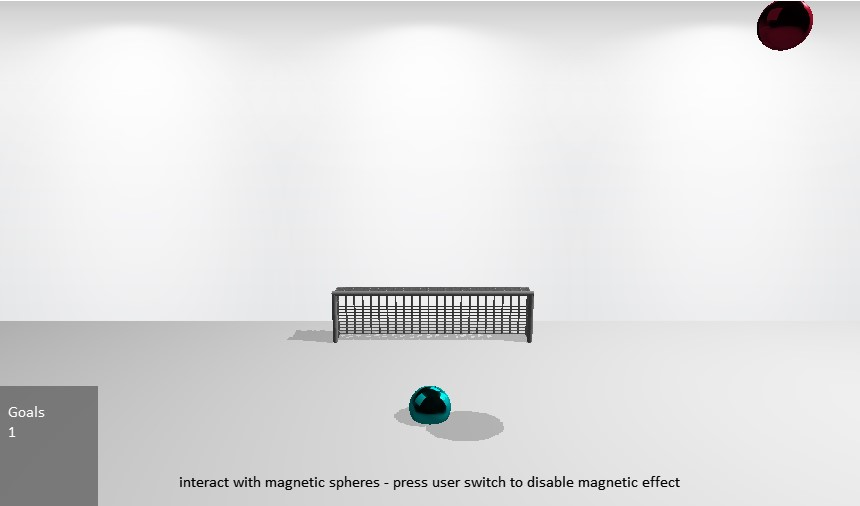 Goals
1
interact with magnetic spheres - press user switch to disable magnetic effect